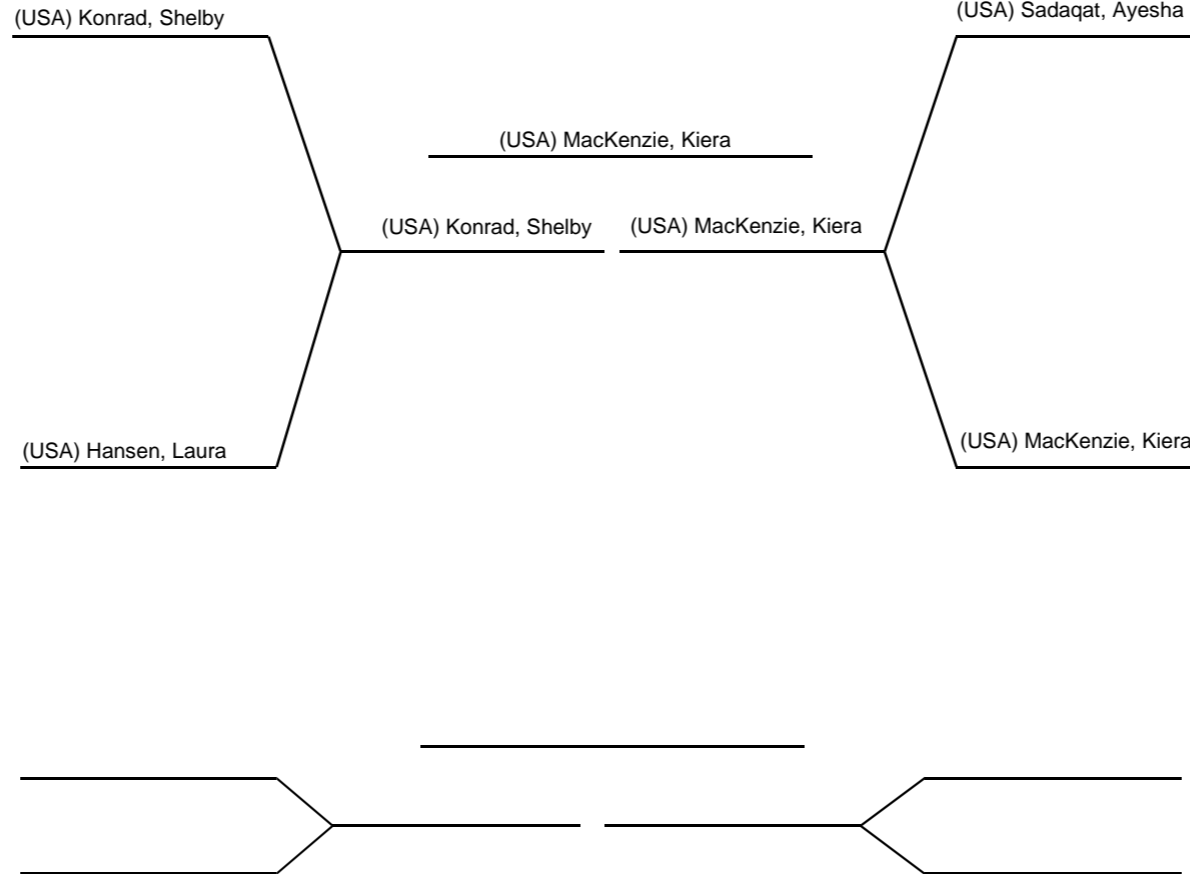 (USA) Konrad, Shelby
(USA) Sadaqat, Ayesha
(USA) MacKenzie, Kiera
(USA) Konrad, Shelby
(USA) MacKenzie, Kiera
(USA) Hansen, Laura
(USA) MacKenzie, Kiera